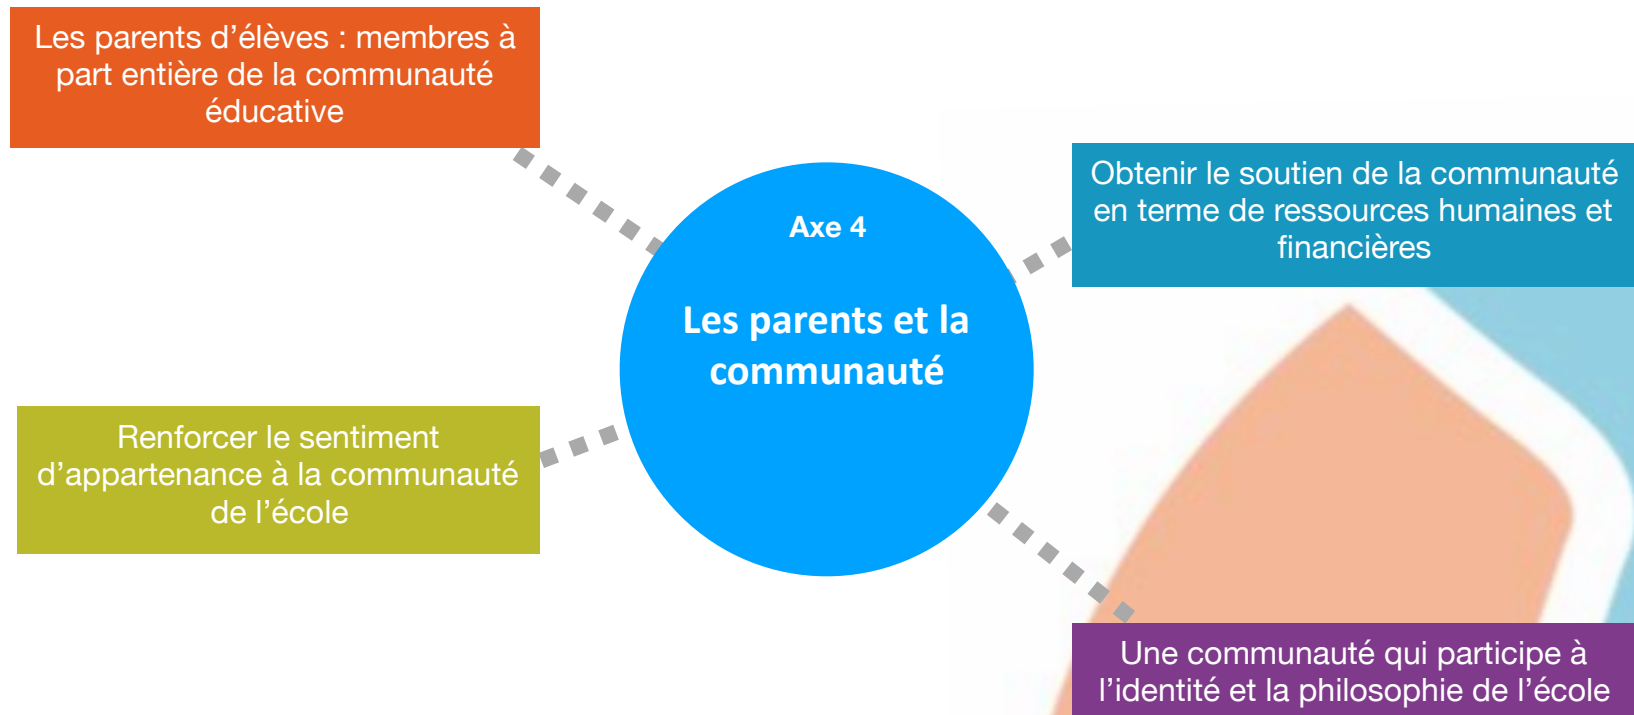 Les parents d’élèves : membres à
part entière de la communauté
éducative
Obtenir le soutien de la communauté
en terme de ressources humaines et
financières
Axe 4
Les parents et la
communauté
Renforcer le sentiment
d’appartenance à la communauté
de l’école
Une communauté qui participe à
l’identité et la philosophie de l’école